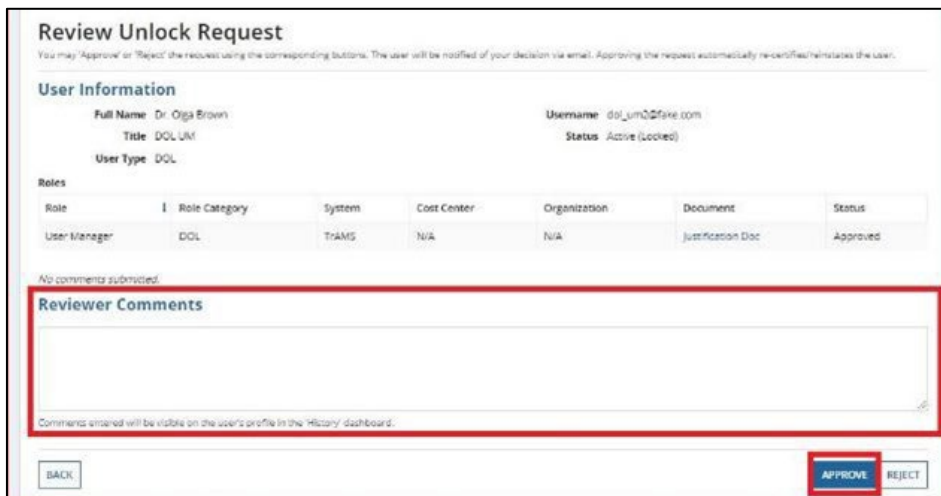 Review Unlock Request
You may 'Approve' or 'Reject' the request using the corresponding buttons. The user will be notified of your decision via email. Approving the request automatically re-certifies/reinstates the user.
User Information
Full Name Dr. Olga Brown Username dol_um2@fake.com
Title DOL UM Status Active (Locked)
User Type DOL
Roles
Role Role Category System Cost Center Organization Document Status
User Manager DOL TrAMS N/A N/A Justification Doc Approved
No comments submitted.
Reviewer Comments
Comments entered will be visible on the user's profile in the 'History' dashboard.
BACK APPROVE REJECT